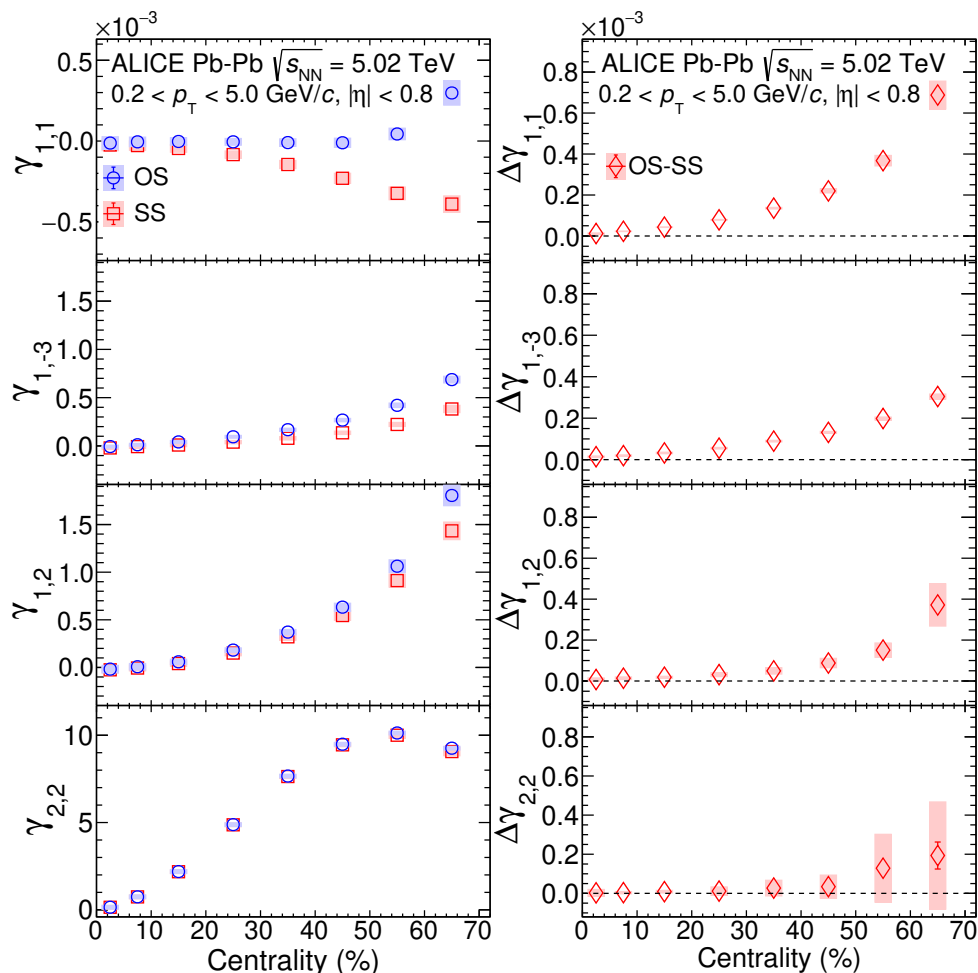 ×10⁻³
ALICE Pb-Pb √sNN = 5.02 TeV
0.2 < pT < 5.0 GeV/c, |η| < 0.8
OS
SS
γ1,1
0.5
−0.0
−0.5
γ1,-3
1.5
1.0
0.5
0.0
γ1,2
1.5
1.0
0.5
0.0
γ2,2
10
5
0
0 10 20 30 40 50 60 70
Centrality (%)
×10⁻³
ALICE Pb-Pb √sNN = 5.02 TeV
0.2 < pT < 5.0 GeV/c, |η| < 0.8
OS-SS
Δγ1,1
0.8
0.6
0.4
0.2
0.0
Δγ1,-3
0.8
0.6
0.4
0.2
0.0
Δγ1,2
0.8
0.6
0.4
0.2
0.0
Δγ2,2
0.8
0.6
0.4
0.2
0.0
0 10 20 30 40 50 60 70
Centrality (%)